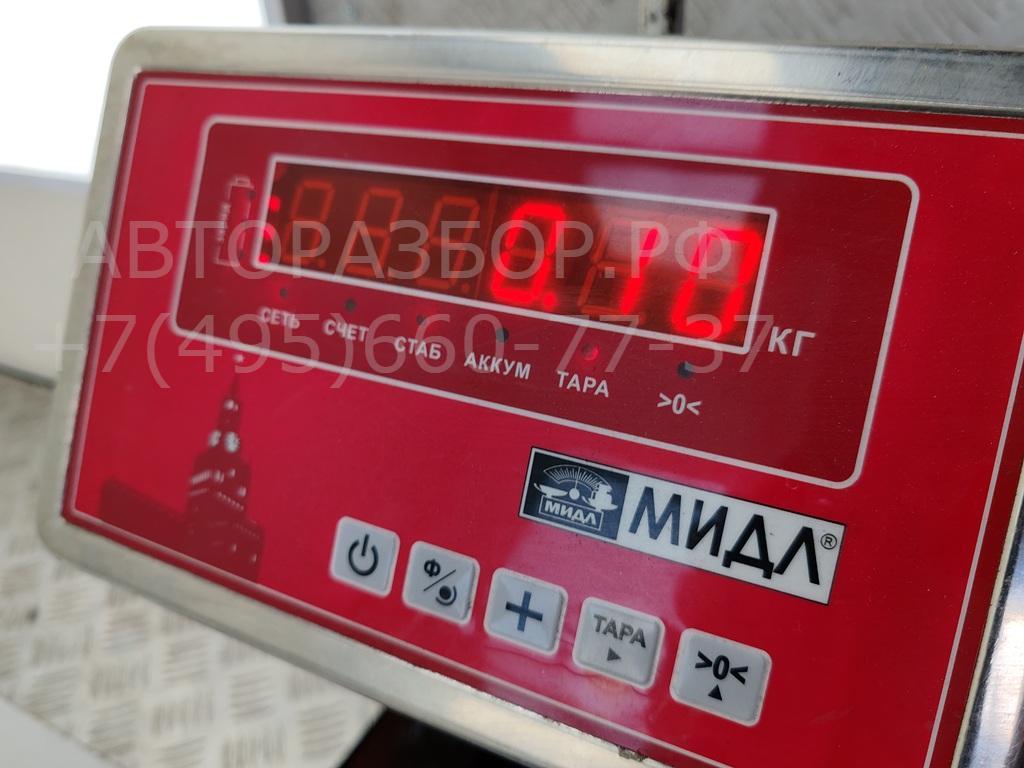 АВТОРАЗБОР.РФ
+7(495)660-77-37
0.10
КГ
СЕТЬ СЧЕТ СТАБ АККУМ ТАРА >0<
МИДЛ
МИДЛ®
Ф
ТАРА
>0<